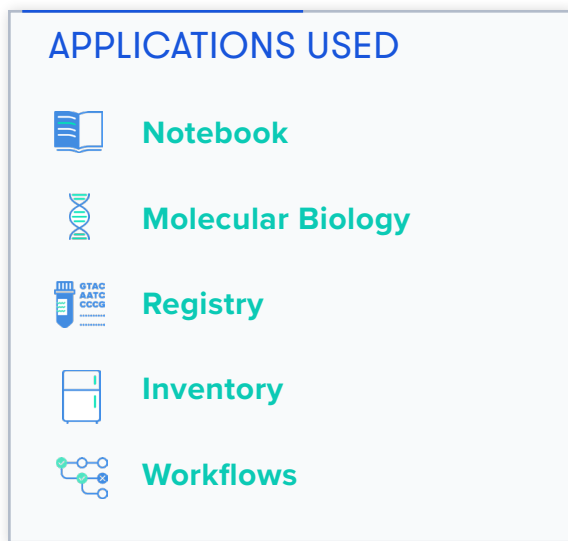 APPLICATIONS USED
Notebook
Molecular Biology
GTAC
AATC
CCCG
Registry
Inventory
Workflows